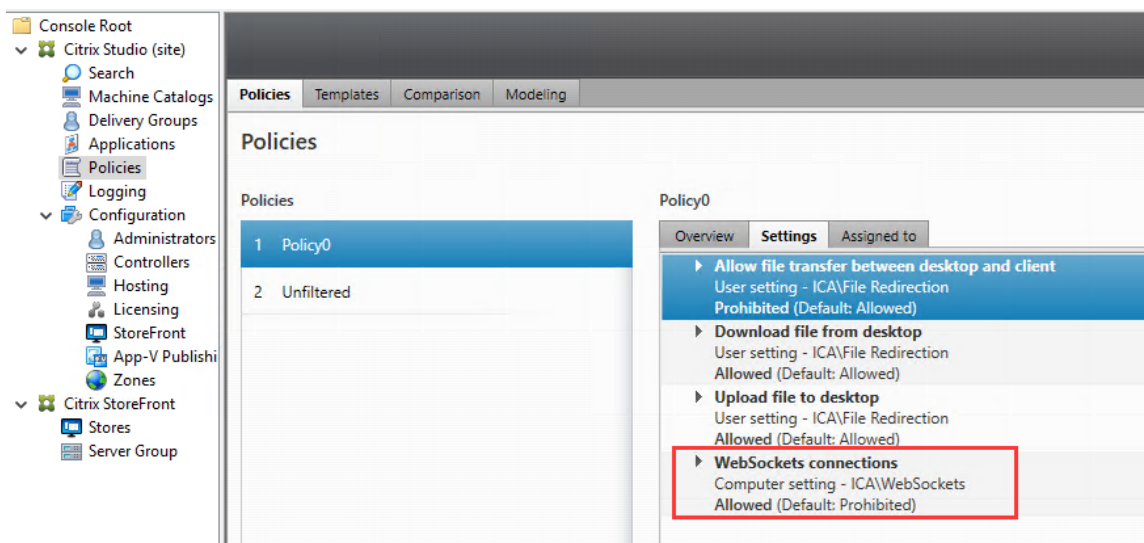 Console Root
Citrix Studio (site)
Search
Machine Catalogs
Delivery Groups
Applications
Policies
Logging
Configuration
Administrators
Controllers
Hosting
Licensing
StoreFront
App-V Publishi
Zones
Citrix StoreFront
Stores
Server Group
Policies Templates Comparison Modeling
Policies
Policies
1 Policy0
2 Unfiltered
Policy0
Overview Settings Assigned to
Allow file transfer between desktop and client
User setting - ICA\File Redirection
Prohibited (Default: Allowed)
Download file from desktop
User setting - ICA\File Redirection
Allowed (Default: Allowed)
Upload file to desktop
User setting - ICA\File Redirection
Allowed (Default: Allowed)
WebSockets connections
Computer setting - ICA\WebSockets
Allowed (Default: Prohibited)